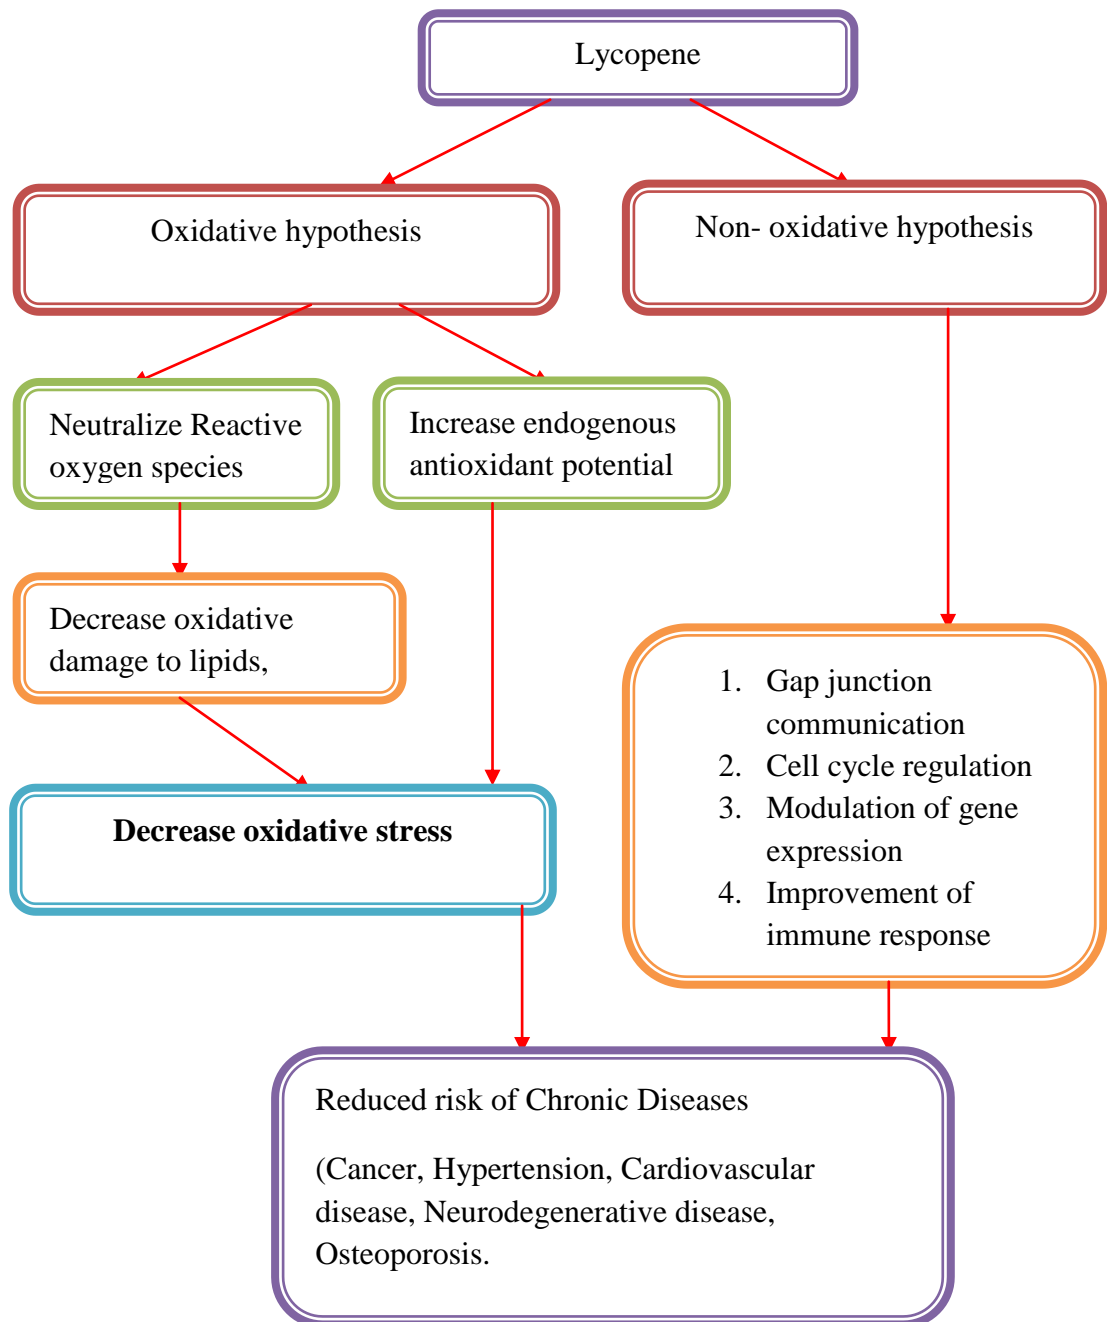 Lycopene
Oxidative hypothesis
Non- oxidative hypothesis
Neutralize Reactive
oxygen species
Increase endogenous
antioxidant potential
Decrease oxidative
damage to lipids,
Decrease oxidative stress
1. Gap junction
communication
2. Cell cycle regulation
3. Modulation of gene
expression
4. Improvement of
immune response
Reduced risk of Chronic Diseases
(Cancer, Hypertension, Cardiovascular
disease, Neurodegenerative disease,
Osteoporosis.